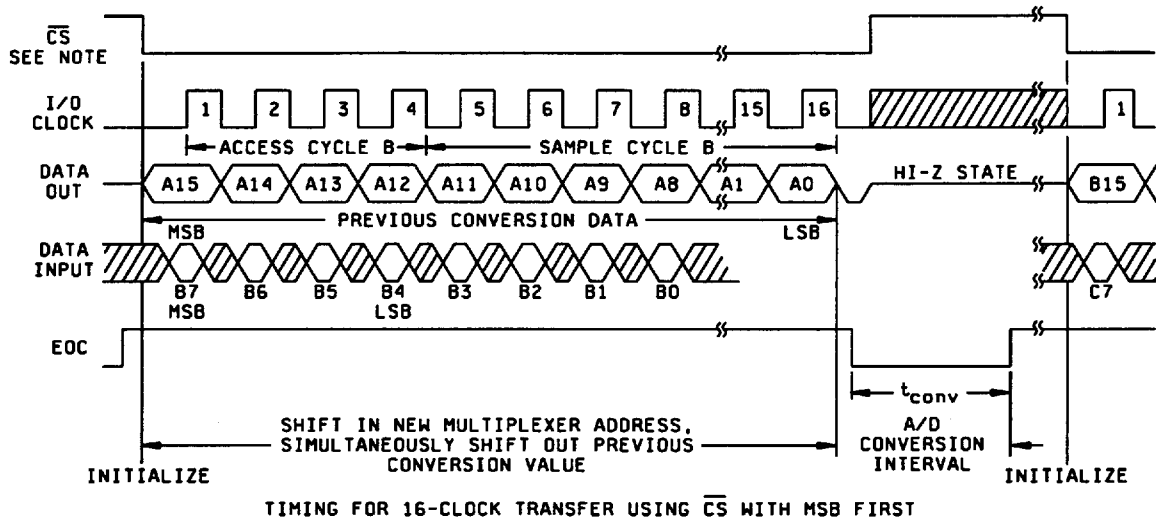 CS
SEE NOTE
I/O
CLOCK
1 2 3 4 5 6 7 8 15 16 1
ACCESS CYCLE B SAMPLE CYCLE B
DATA
OUT
A15 A14 A13 A12 A11 A10 A9 A8 A1 A0 HI-Z STATE B15
PREVIOUS CONVERSION DATA
MSB LSB
DATA
INPUT
B7 B6 B5 B4 B3 B2 B1 B0 C7
MSB LSB
EOC
tconv
SHIFT IN NEW MULTIPLEXER ADDRESS,
SIMULTANEOUSLY SHIFT OUT PREVIOUS
CONVERSION VALUE
A/D
CONVERSION
INTERVAL
INITIALIZE INITIALIZE
TIMING FOR 16-CLOCK TRANSFER USING CS WITH MSB FIRST